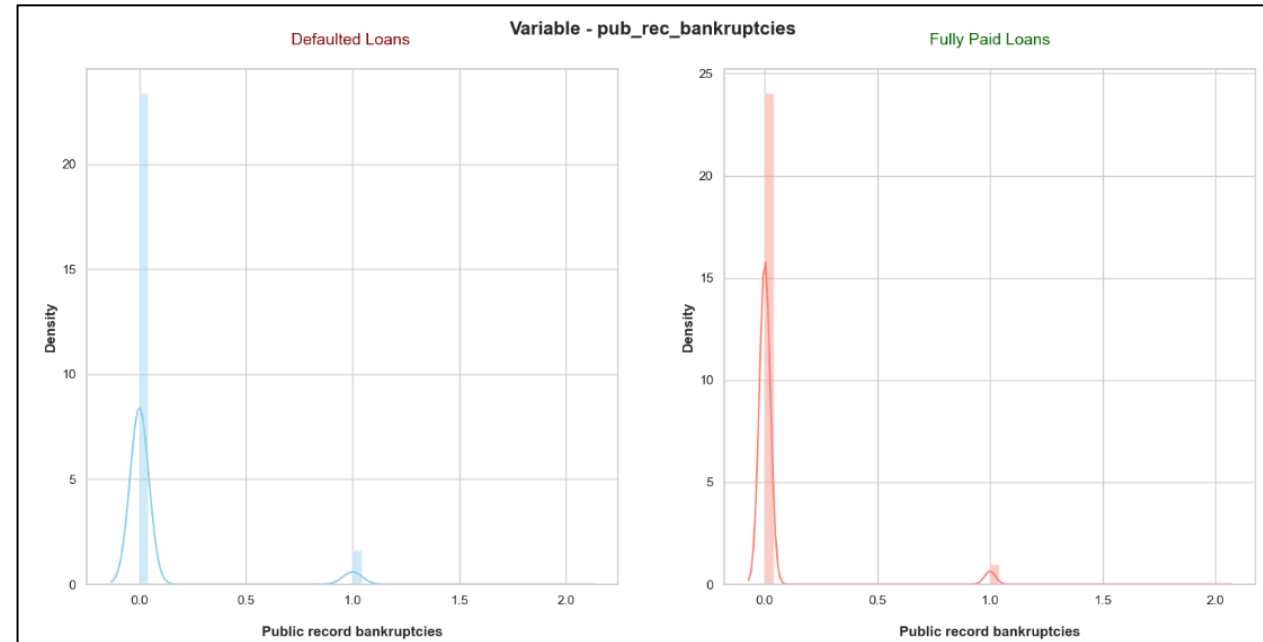 Variable - pub_rec_bankruptcies
Defaulted Loans
Fully Paid Loans
Density
20
15
10
5
0
0.0 0.5 1.0 1.5 2.0
Public record bankruptcies
Density
25
20
15
10
5
0
0.0 0.5 1.0 1.5 2.0
Public record bankruptcies